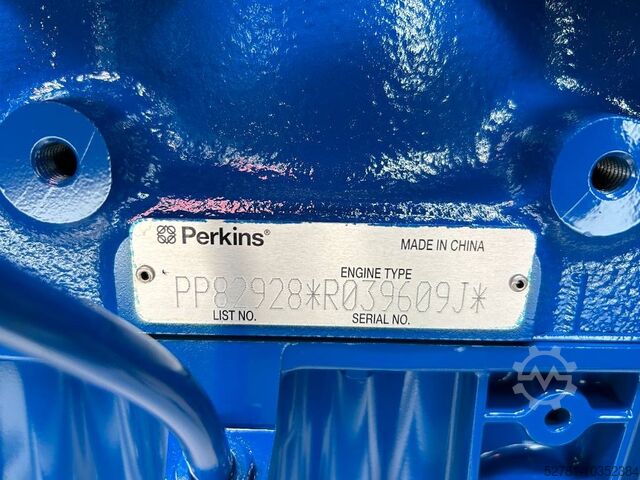 Perkins®
MADE IN CHINA
ENGINE TYPE
PP82928*R039609J*
LIST NO. SERIAL NO.